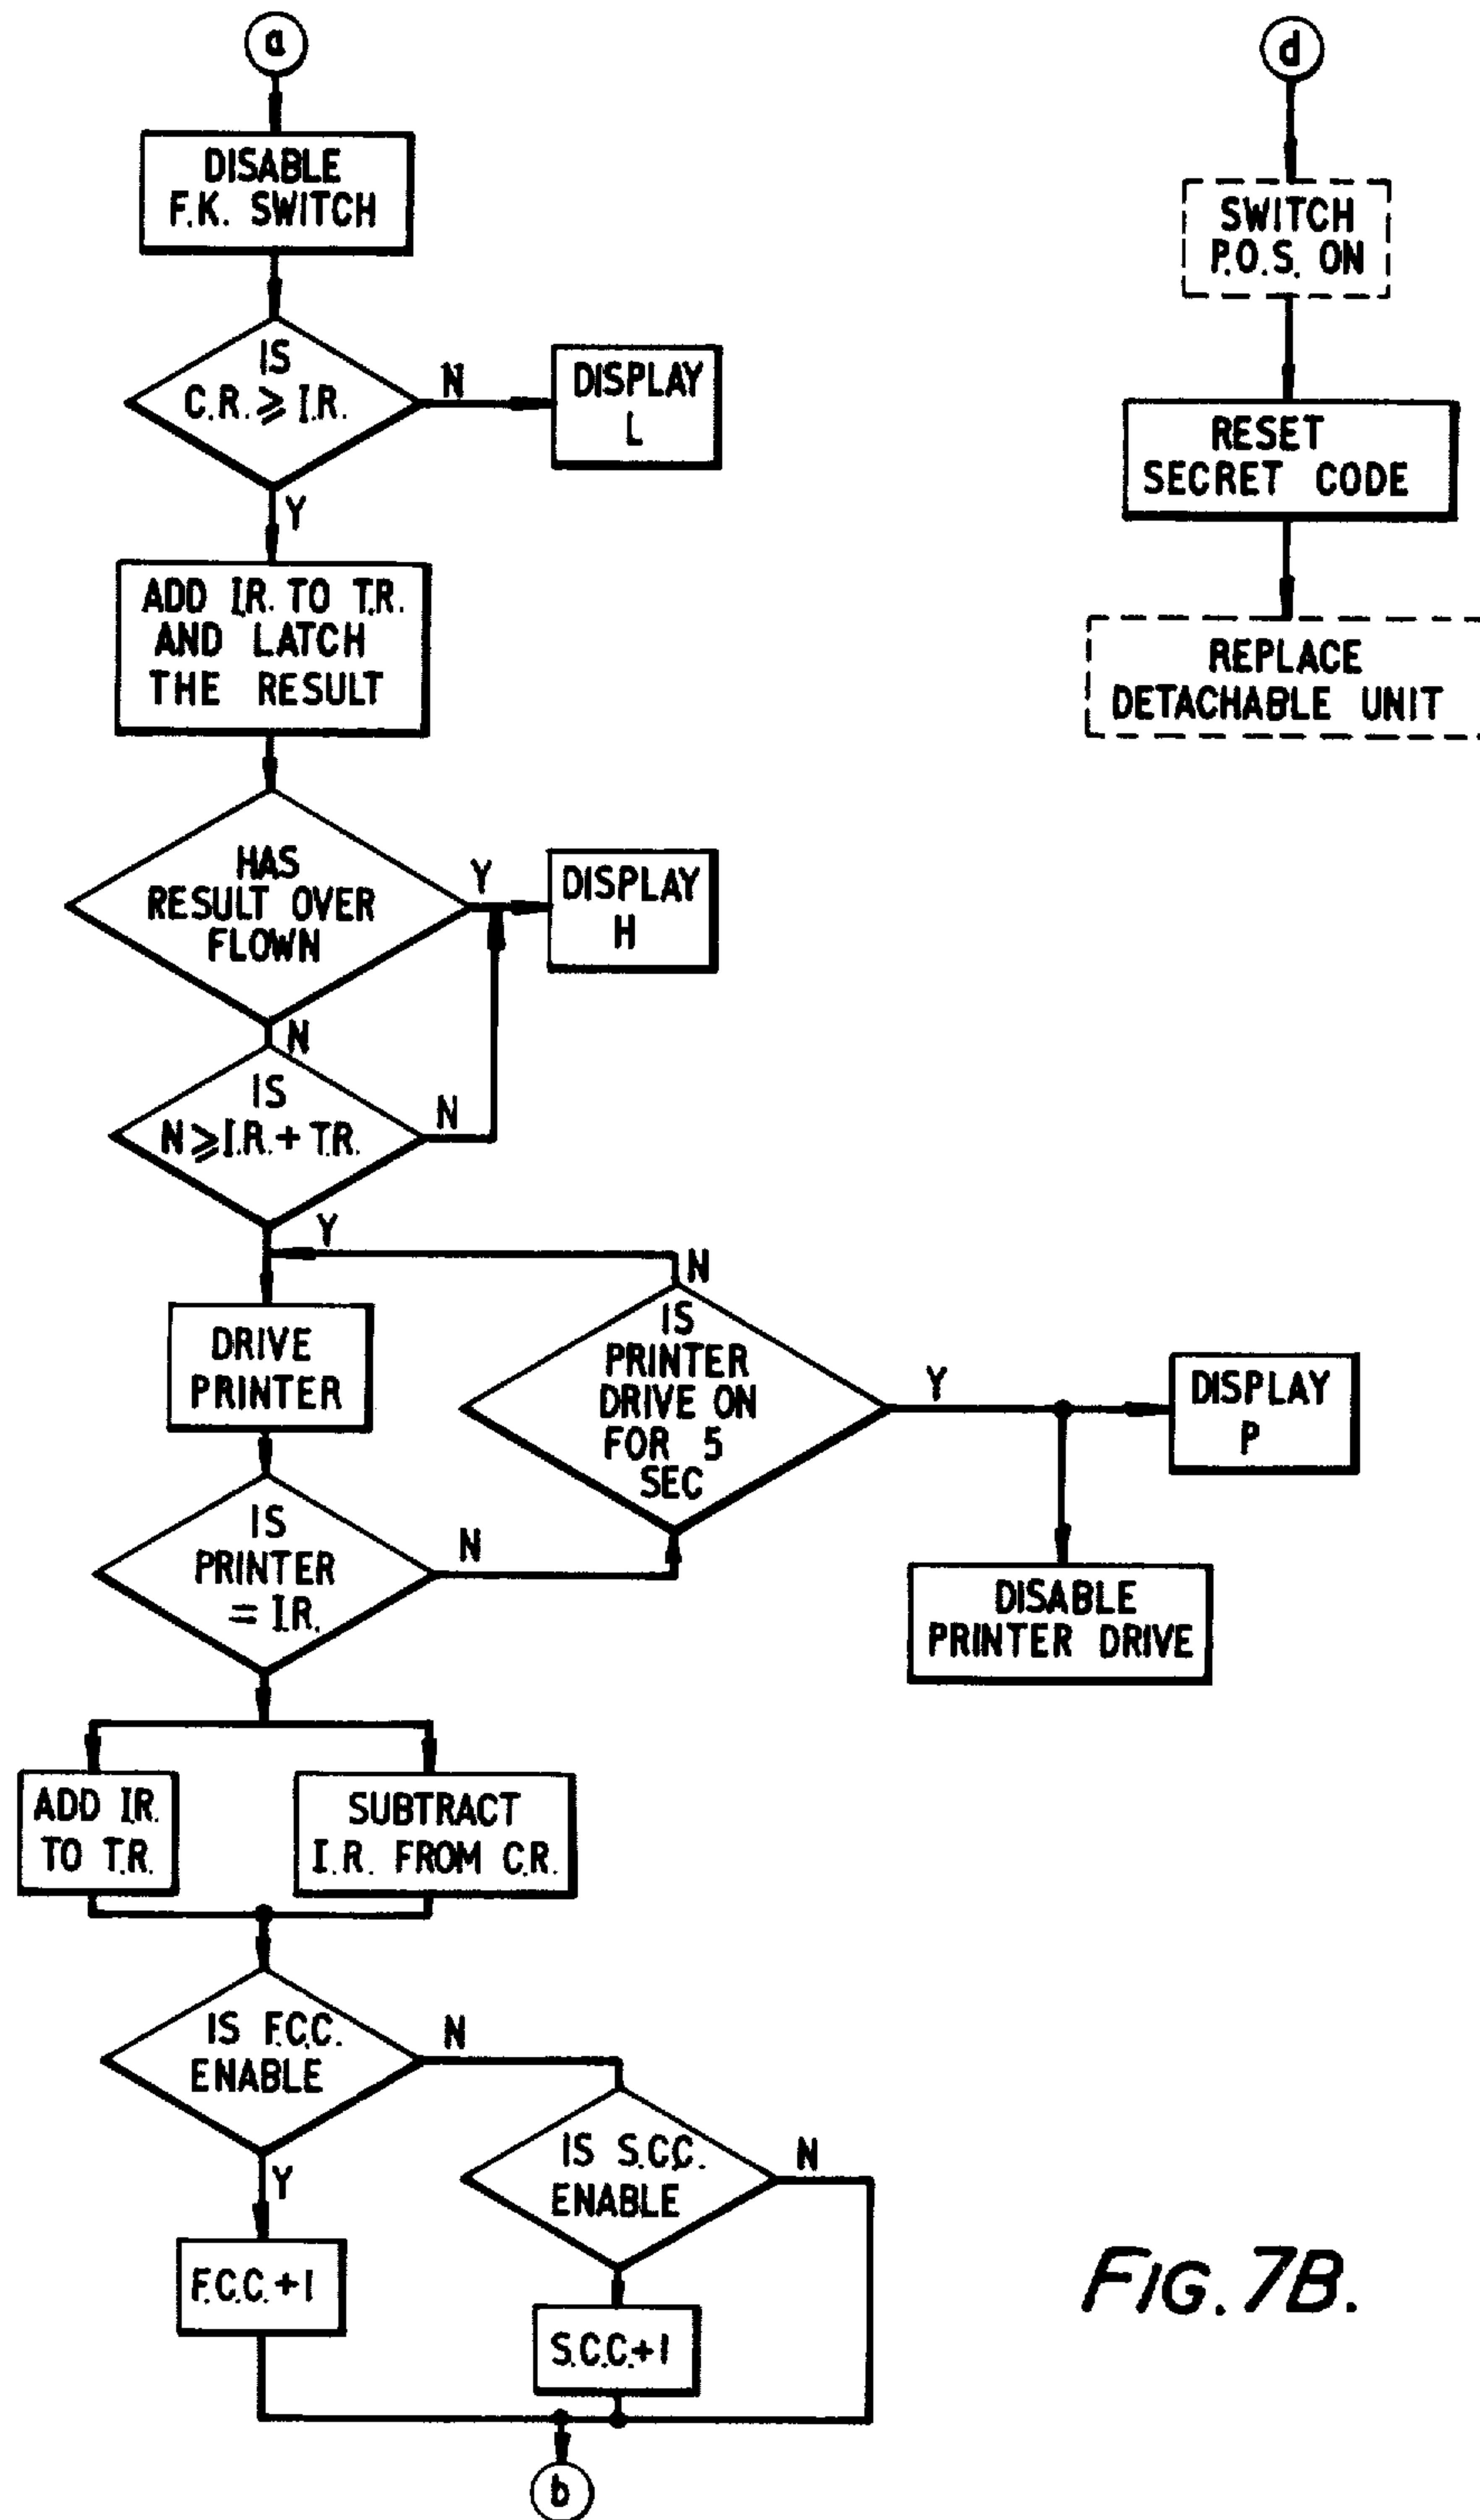 a
DISABLE
F.K. SWITCH
IS
C.R. ⩾ I.R.
N
DISPLAY
L
Y
ADD I.R. TO T.R.
AND LATCH
THE RESULT
HAS
RESULT OVER
FLOWN
Y
DISPLAY
H
N
IS
N⩾I.R.+ T.R.
N
Y
DRIVE
PRINTER
N
IS
PRINTER
DRIVE ON
FOR 5
SEC
Y
DISPLAY
P
DISABLE
PRINTER DRIVE
IS
PRINTER
= I.R.
N
ADD I.R.
TO T.R.
SUBTRACT
I.R. FROM C.R.
IS F.C.C.
ENABLE
N
Y
IS S.C.C.
ENABLE
N
F.C.C.+1
S.C.C.+1
b
d
SWITCH
P.O.S. ON
RESET
SECRET CODE
REPLACE
DETACHABLE UNIT
FIG. 7B.